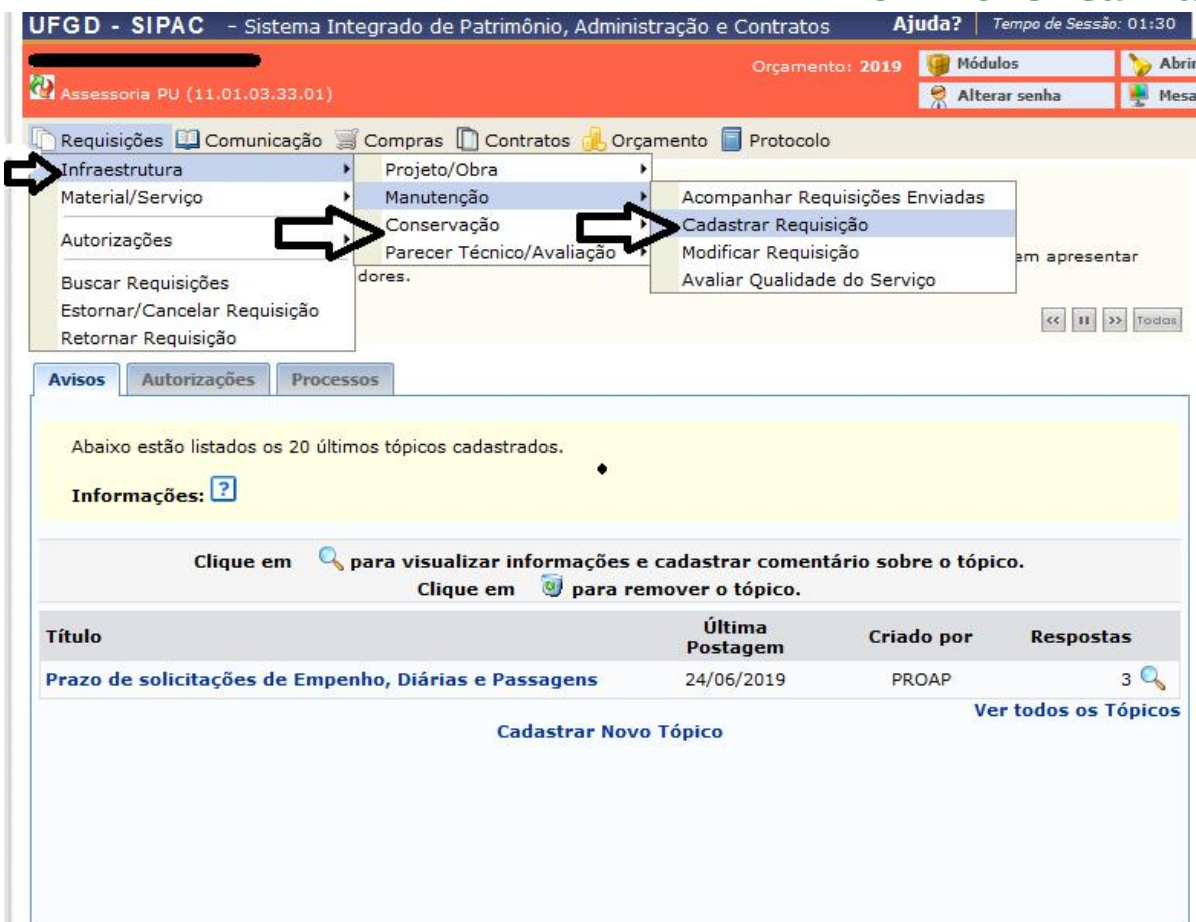 UFGD - SIPAC - Sistema Integrado de Patrimônio, Administração e Contratos Ajuda? Tempo de Sessão: 01:30
Orçamento: 2019 Módulos Abrir
Assessoria PU (11.01.03.33.01) Alterar senha Mesa
Requisições Comunicação Compras Contratos Orçamento Protocolo
Infraestrutura Projeto/Obra
Material/Serviço Manutenção Acompanhar Requisições Enviadas
Conservação Cadastrar Requisição
Autorizações Parecer Técnico/Avaliação Modificar Requisição em apresentar
Buscar Requisições dores. Avaliar Qualidade do Serviço
Estornar/Cancelar Requisição
<< II >> Todas
Retornar Requisição
Avisos Autorizações Processos
Abaixo estão listados os 20 últimos tópicos cadastrados.
Informações: ?
Clique em para visualizar informações e cadastrar comentário sobre o tópico.
Clique em para remover o tópico.
Título Última Postagem Criado por Respostas
Prazo de solicitações de Empenho, Diárias e Passagens 24/06/2019 PROAP 3
Ver todos os Tópicos
Cadastrar Novo Tópico